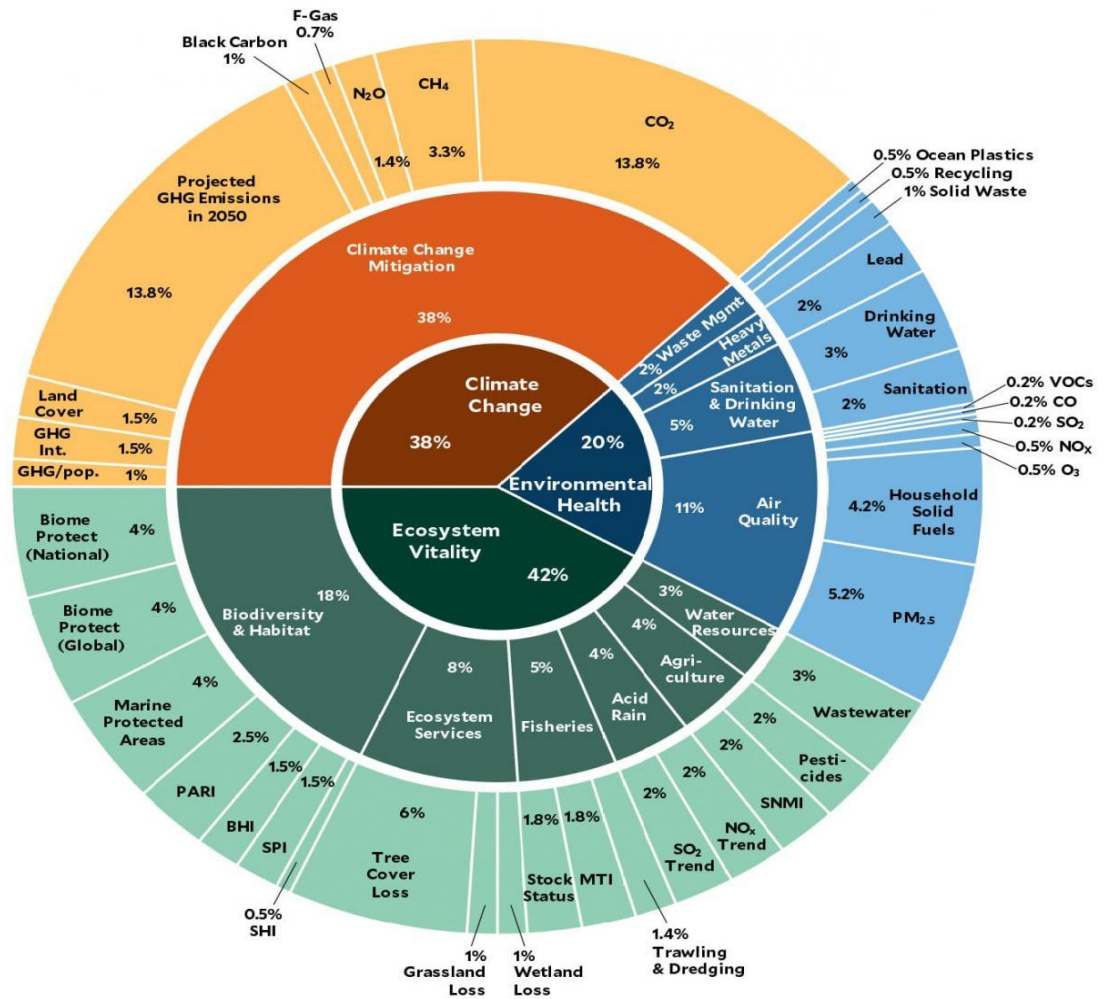 F-Gas
0.7%
Black Carbon
1%
N₂O
1.4%
CH₄
3.3%
CO₂
13.8%
Projected
GHG Emissions
in 2050
13.8%
Land
Cover
1.5%
GHG
Int.
1.5%
GHG/pop.
1%
0.5% Ocean Plastics
0.5% Recycling
1% Solid Waste
Lead
2%
Drinking
Water
3%
Sanitation
2%
0.2% VOCs
0.2% CO
0.2% SO₂
0.5% NOₓ
0.5% O₃
4.2%
Household
Solid
Fuels
5.2%
PM₂.₅
Climate Change
Mitigation
38%
2%
Waste Mgmt
2%
Heavy
Metals
Sanitation
& Drinking
Water
5%
11%
Air
Quality
Climate
Change
38%
20%
Environmental
Health
Ecosystem
Vitality
42%
3%
Water
Resources
4%
Agri-
culture
4%
Acid
Rain
5%
Fisheries
8%
Ecosystem
Services
18%
Biodiversity
& Habitat
Biome
Protect
(National)
4%
Biome
Protect
(Global)
4%
Marine
Protected
Areas
4%
2.5%
PARI
1.5%
BHI
1.5%
SPI
0.5%
SHI
6%
Tree
Cover
Loss
1%
Grassland
Loss
1%
Wetland
Loss
1.8%
Stock
Status
1.8%
MTI
1.4%
Trawling
& Dredging
2%
SO₂
Trend
2%
NOₓ
Trend
2%
SNMI
2%
Pesti-
cides
3%
Wastewater